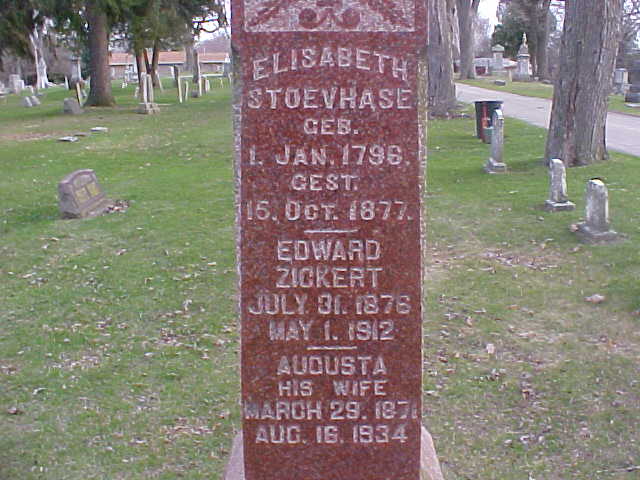 ELISABETH
STOEVHASE
GEB.
1. JAN. 1796.
GEST.
15. OCT. 1877.
EDWARD
ZICKERT
JULY 31. 1876
MAY 1. 1912
AUGUSTA
HIS WIFE
MARCH 29. 1871
AUG. 16. 1934